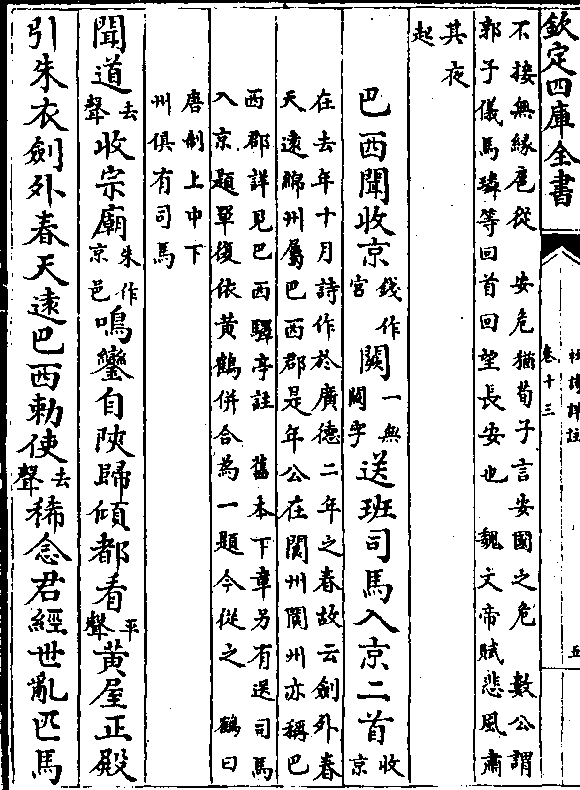 欽定四庫全書
杜詩詳註
卷十三
五
不接無緣扈從　安危猶荀子言安國之危　數公謂
郭子儀馬璘等回首回望長安也　魏文帝賦悲風肅
其夜
起
巴西聞收京錢作宮闕一無闕字送班司馬入京二首收京
在去年十月詩作於廣德二年之春故云劍外春
天遠綿州屬巴西郡是年公在閬州閬州亦稱巴
西郡詳見巴西驛亭註　舊本下章另有送司馬
入京題單復依黃鶴併合為一題今從之　鶴曰
唐制上中下
州俱有司馬
聞道去聲收宗廟朱作京邑鳴鑾自陝歸傾都看平聲黃屋正殿
引朱衣劍外春天遠巴西勅使去聲稀念君經世亂匹馬